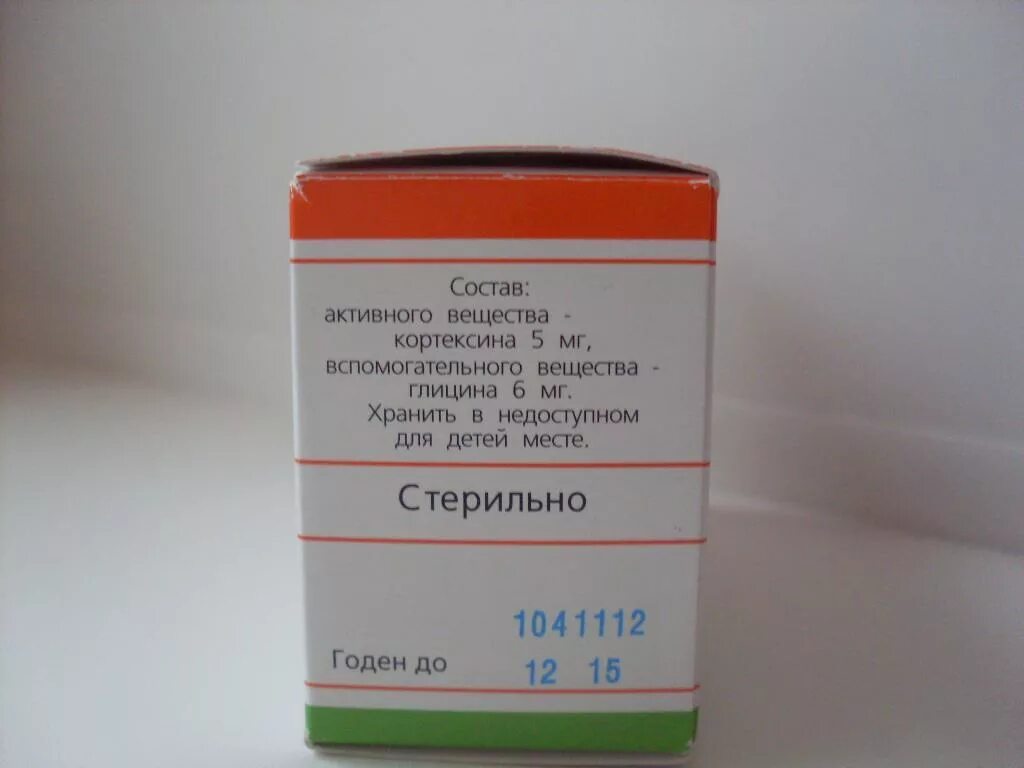 Состав:
активного вещества -
кортексина 5 мг,
вспомогательного вещества -
глицина 6 мг.
Хранить в недоступном
для детей месте.
Стерильно
1041112
Годен до 12 15